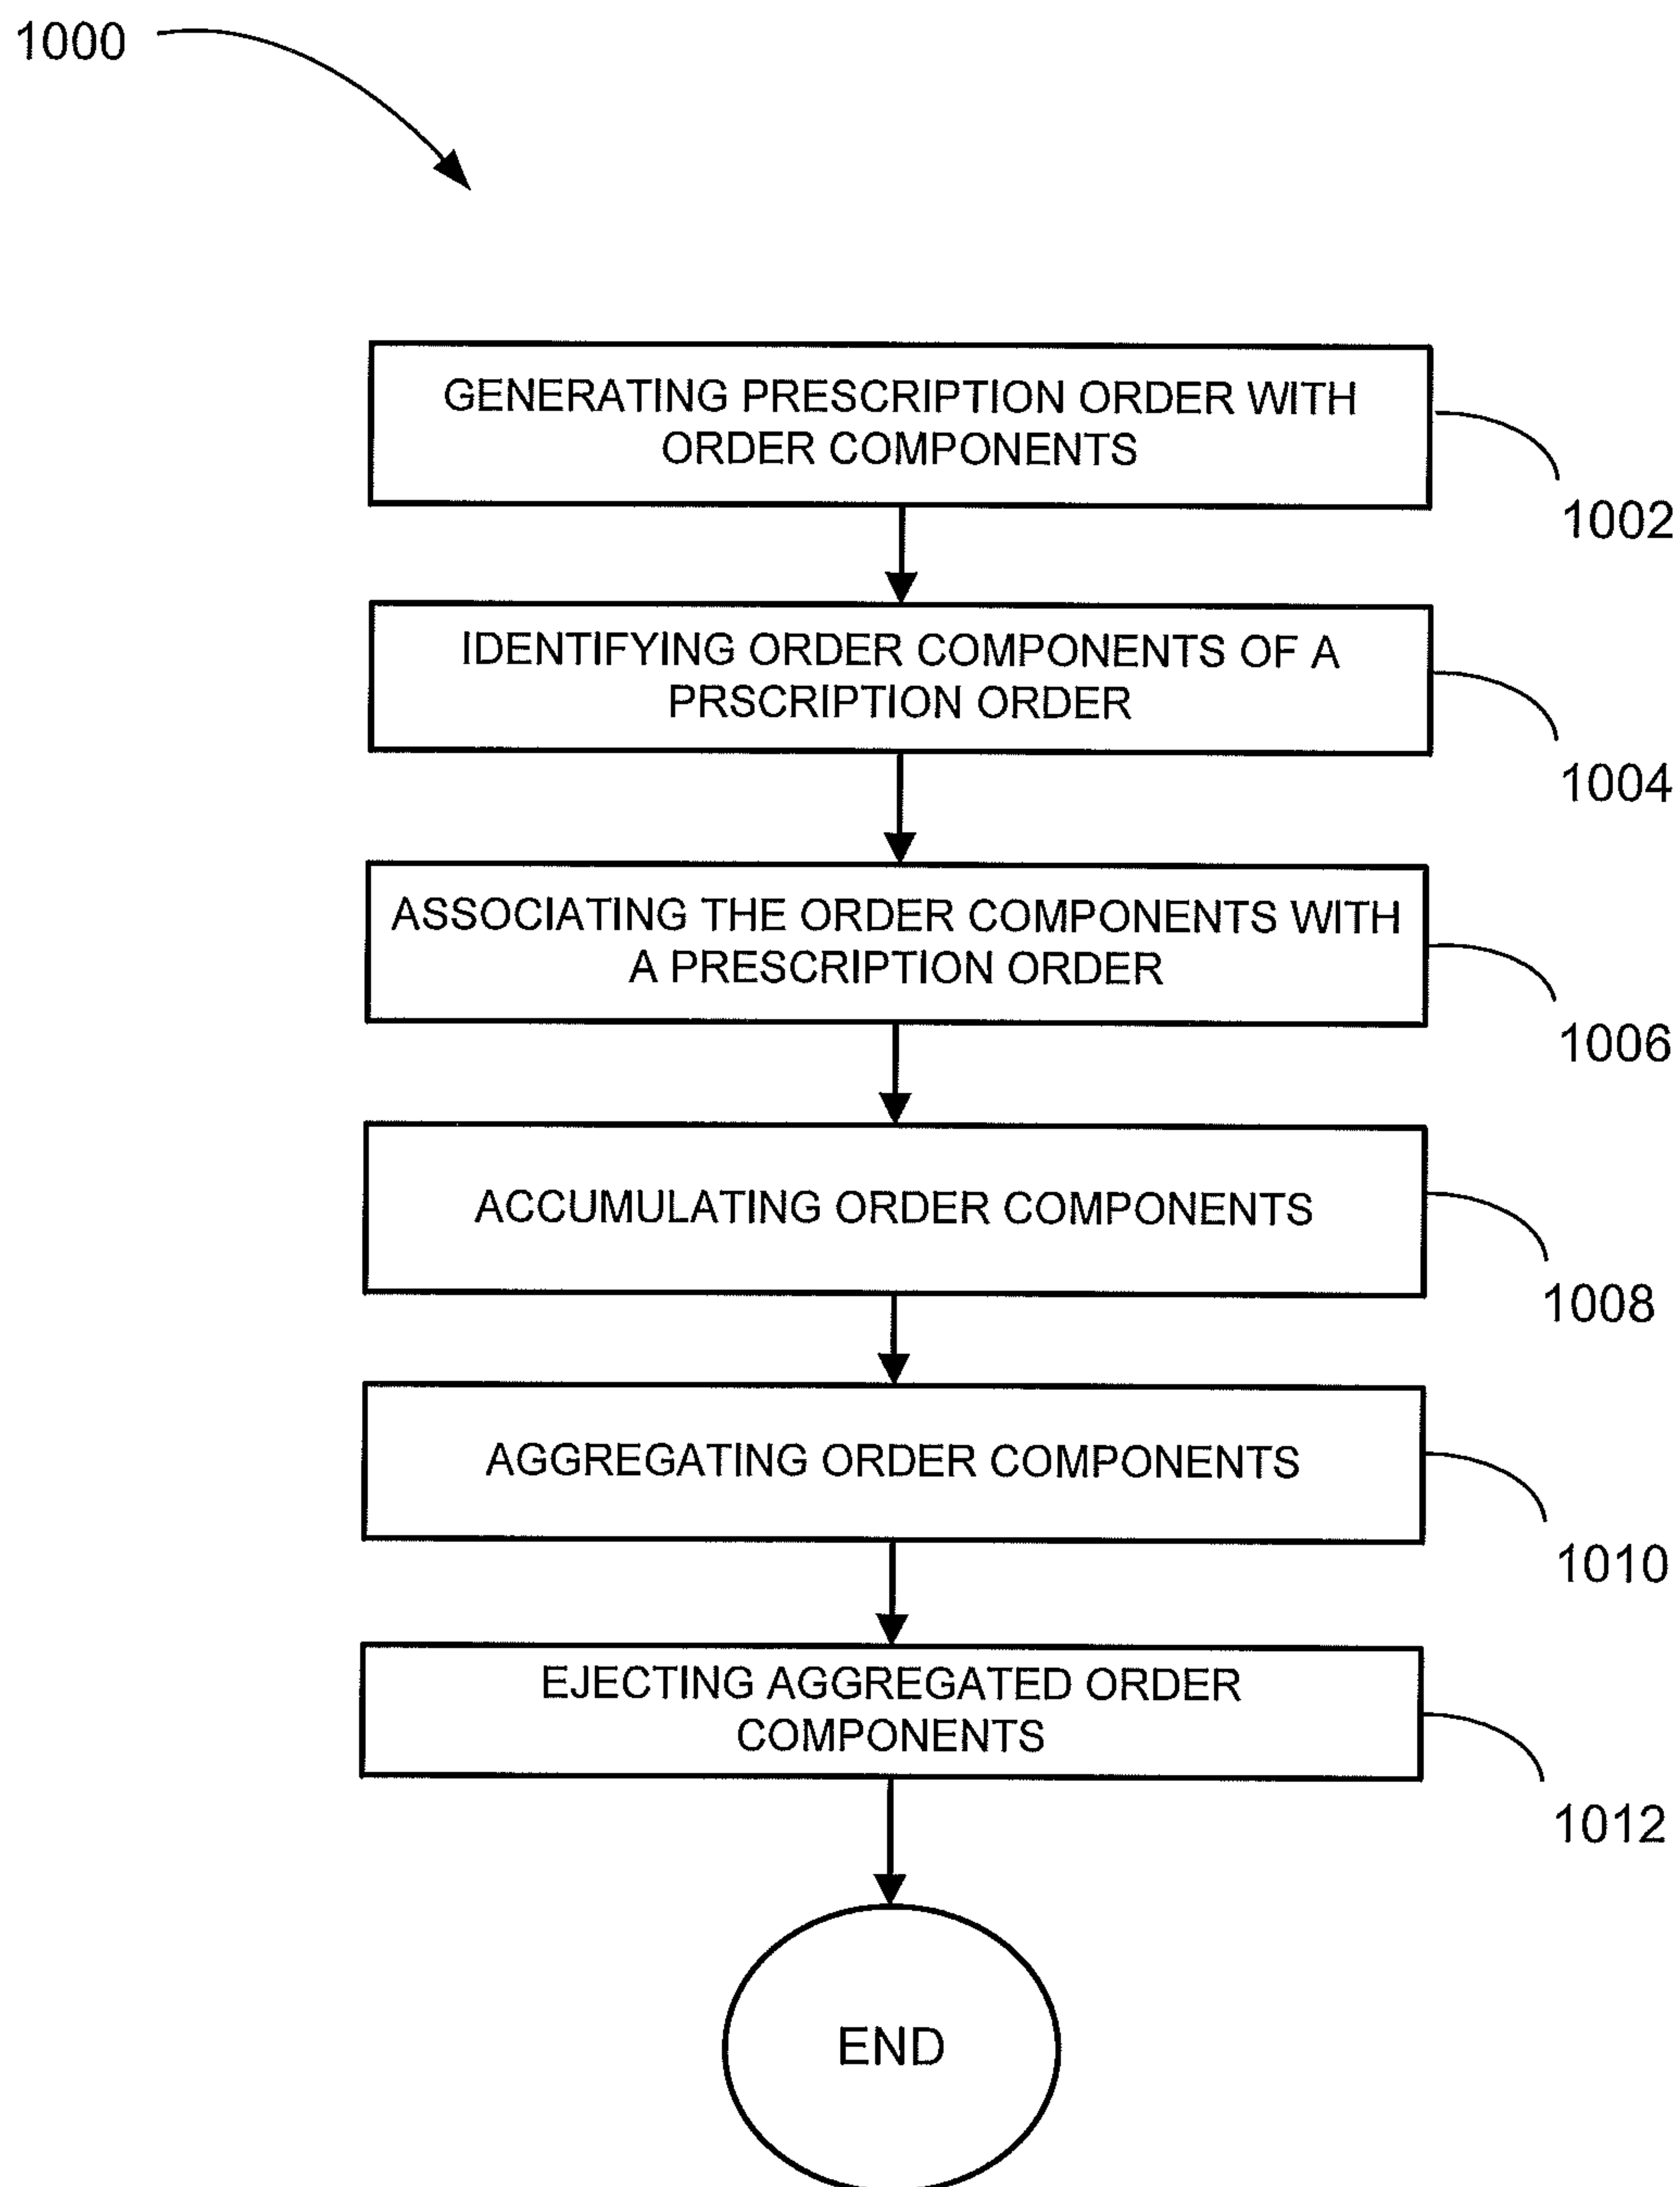 1000
GENERATING PRESCRIPTION ORDER WITH
ORDER COMPONENTS
1002
IDENTIFYING ORDER COMPONENTS OF A
PRSCRIPTION ORDER
1004
ASSOCIATING THE ORDER COMPONENTS WITH
A PRESCRIPTION ORDER
1006
ACCUMULATING ORDER COMPONENTS
1008
AGGREGATING ORDER COMPONENTS
1010
EJECTING AGGREGATED ORDER
COMPONENTS
1012
END